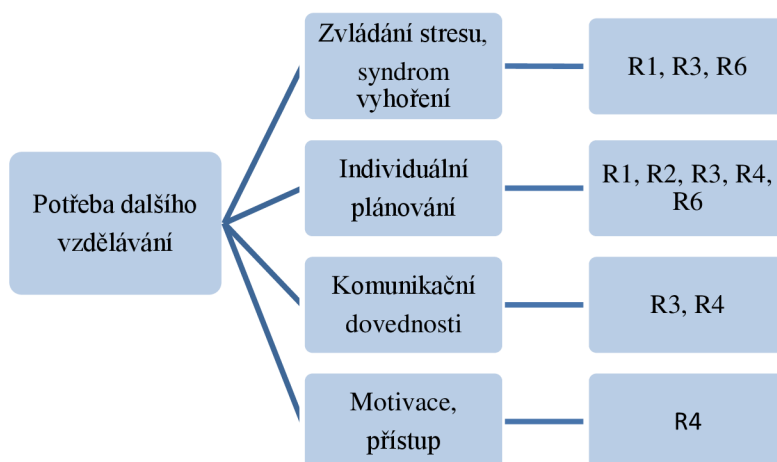 Potřeba dalšího
vzdělávání
Zvládání stresu,
syndrom
vyhoření
R1, R3, R6
Individuální
plánování
R1, R2, R3, R4,
R6
Komunikační
dovednosti
R3, R4
Motivace,
přístup
R4